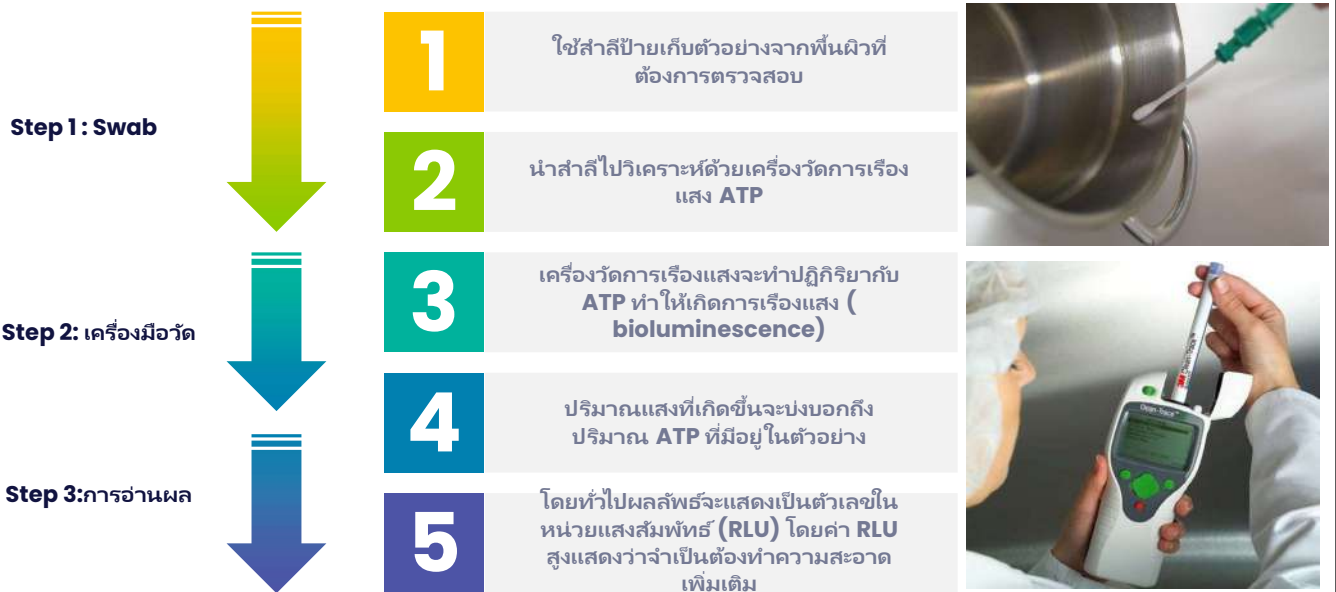 Step 1 : Swab
1
ใช้สำลีป้ายเก็บตัวอย่างจากพื้นผิวที่
ต้องการตรวจสอบ
2
นำสำลีไปวิเคราะห์ด้วยเครื่องวัดการเรือง
แสง ATP
Step 2: เครื่องมือวัด
3
เครื่องวัดการเรืองแสงจะทำปฏิกิริยากับ
ATP ทำให้เกิดการเรืองแสง (
bioluminescence)
4
ปริมาณแสงที่เกิดขึ้นจะบ่งบอกถึง
ปริมาณ ATP ที่มีอยู่ในตัวอย่าง
Step 3:การอ่านผล
5
โดยทั่วไปผลลัพธ์จะแสดงเป็นตัวเลขใน
หน่วยแสงสัมพัทธ์ (RLU) โดยค่า RLU
สูงแสดงว่าจำเป็นต้องทำความสะอาด
เพิ่มเติม
3M Clean-Trace™
Clean-Trace™